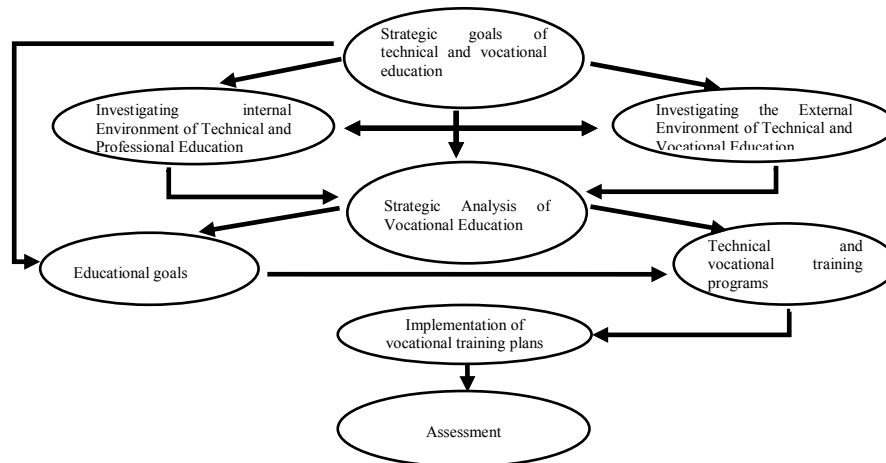 Strategic goals of
technical and vocational
education
Investigating internal
Environment of Technical and
Professional Education
Investigating the External
Environment of Technical and
Vocational Education
Strategic Analysis of
Vocational Education
Educational goals
Technical and
vocational training
programs
Implementation of
vocational training plans
Assessment